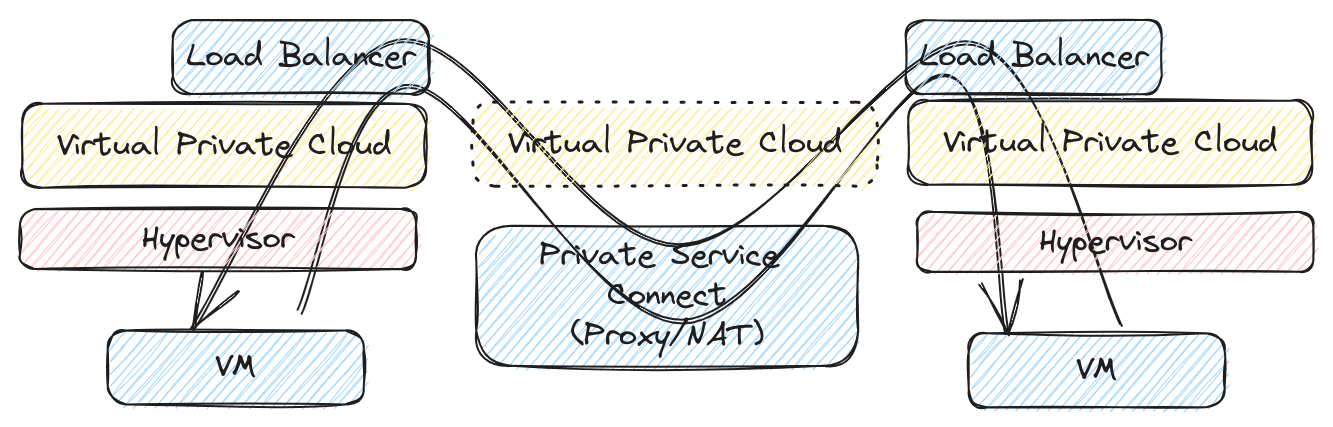 Load Balancer
Load Balancer
Virtual Private Cloud
Virtual Private Cloud
Virtual Private Cloud
Hypervisor
Private Service
Connect
(Proxy/NAT)
Hypervisor
VM
VM